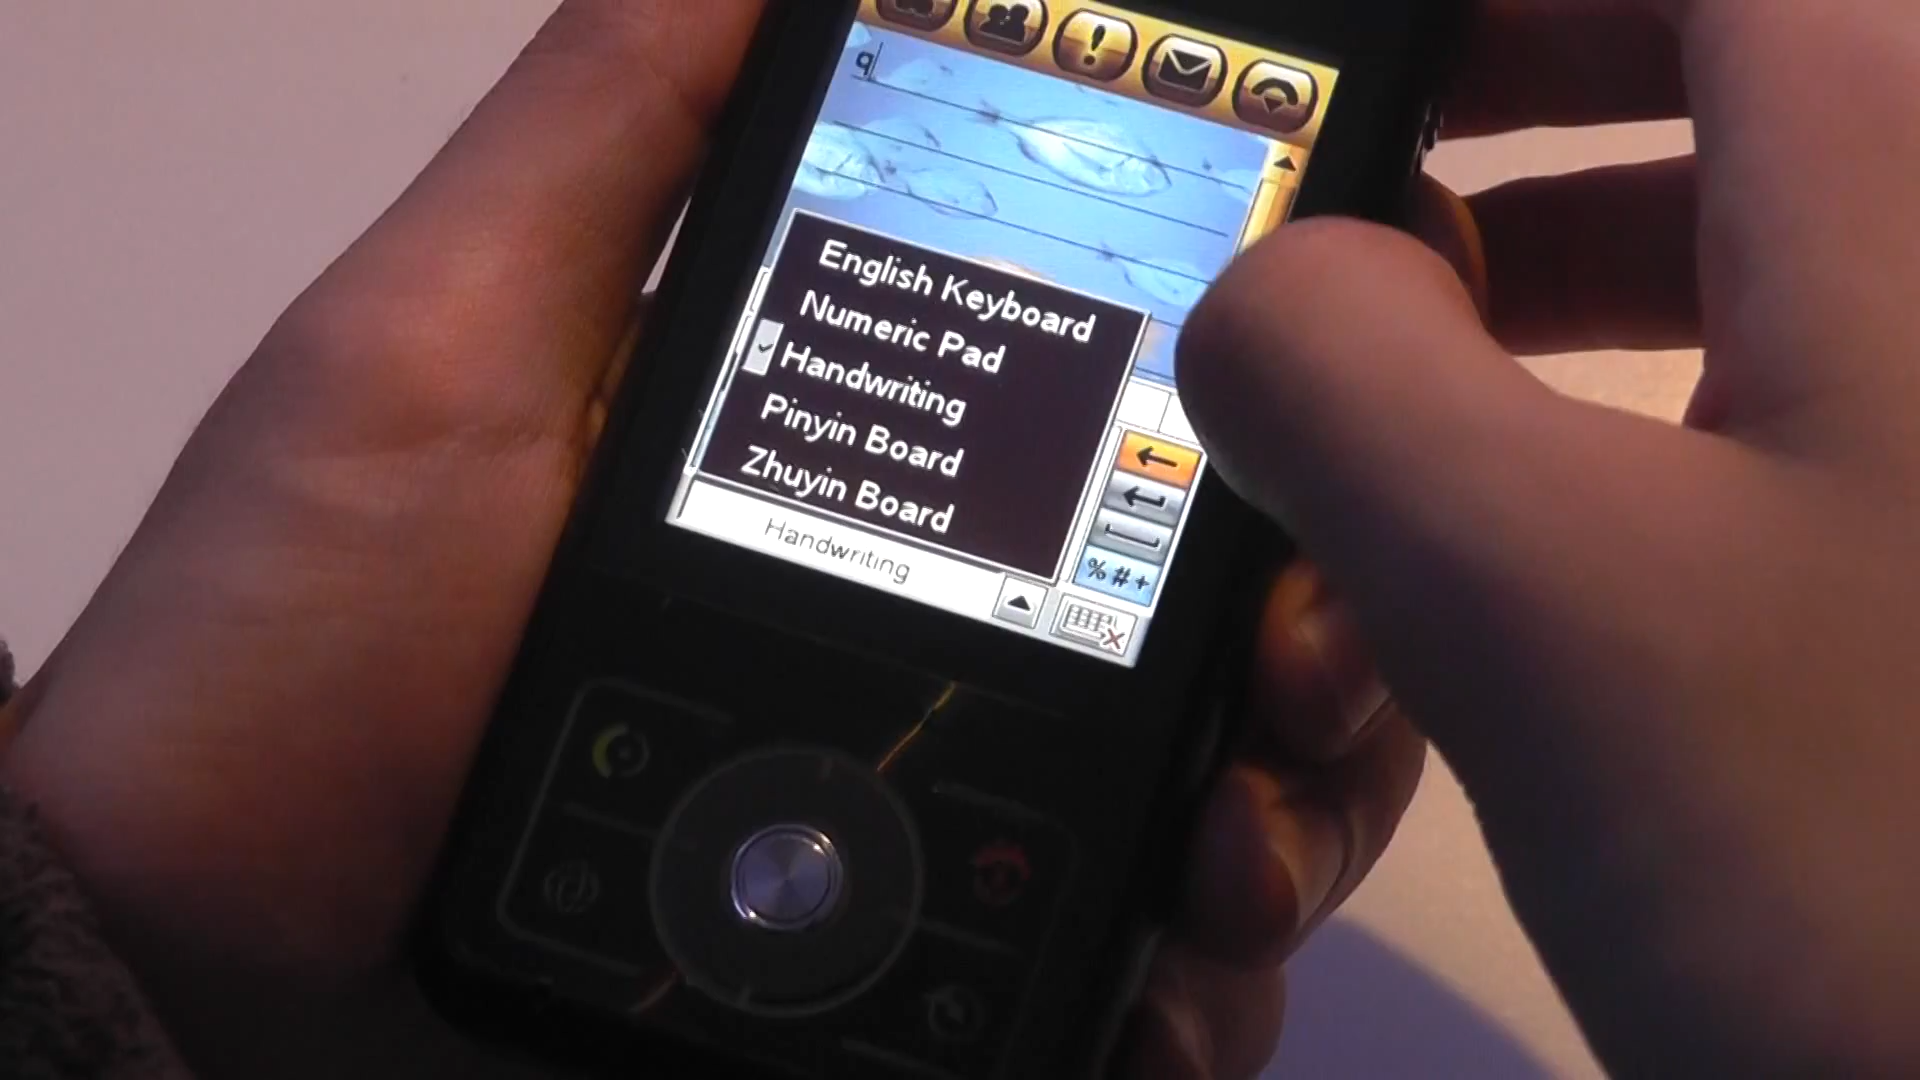 q
English Keyboard
Numeric Pad
Handwriting
Pinyin Board
Zhuyin Board
Handwriting
%#+